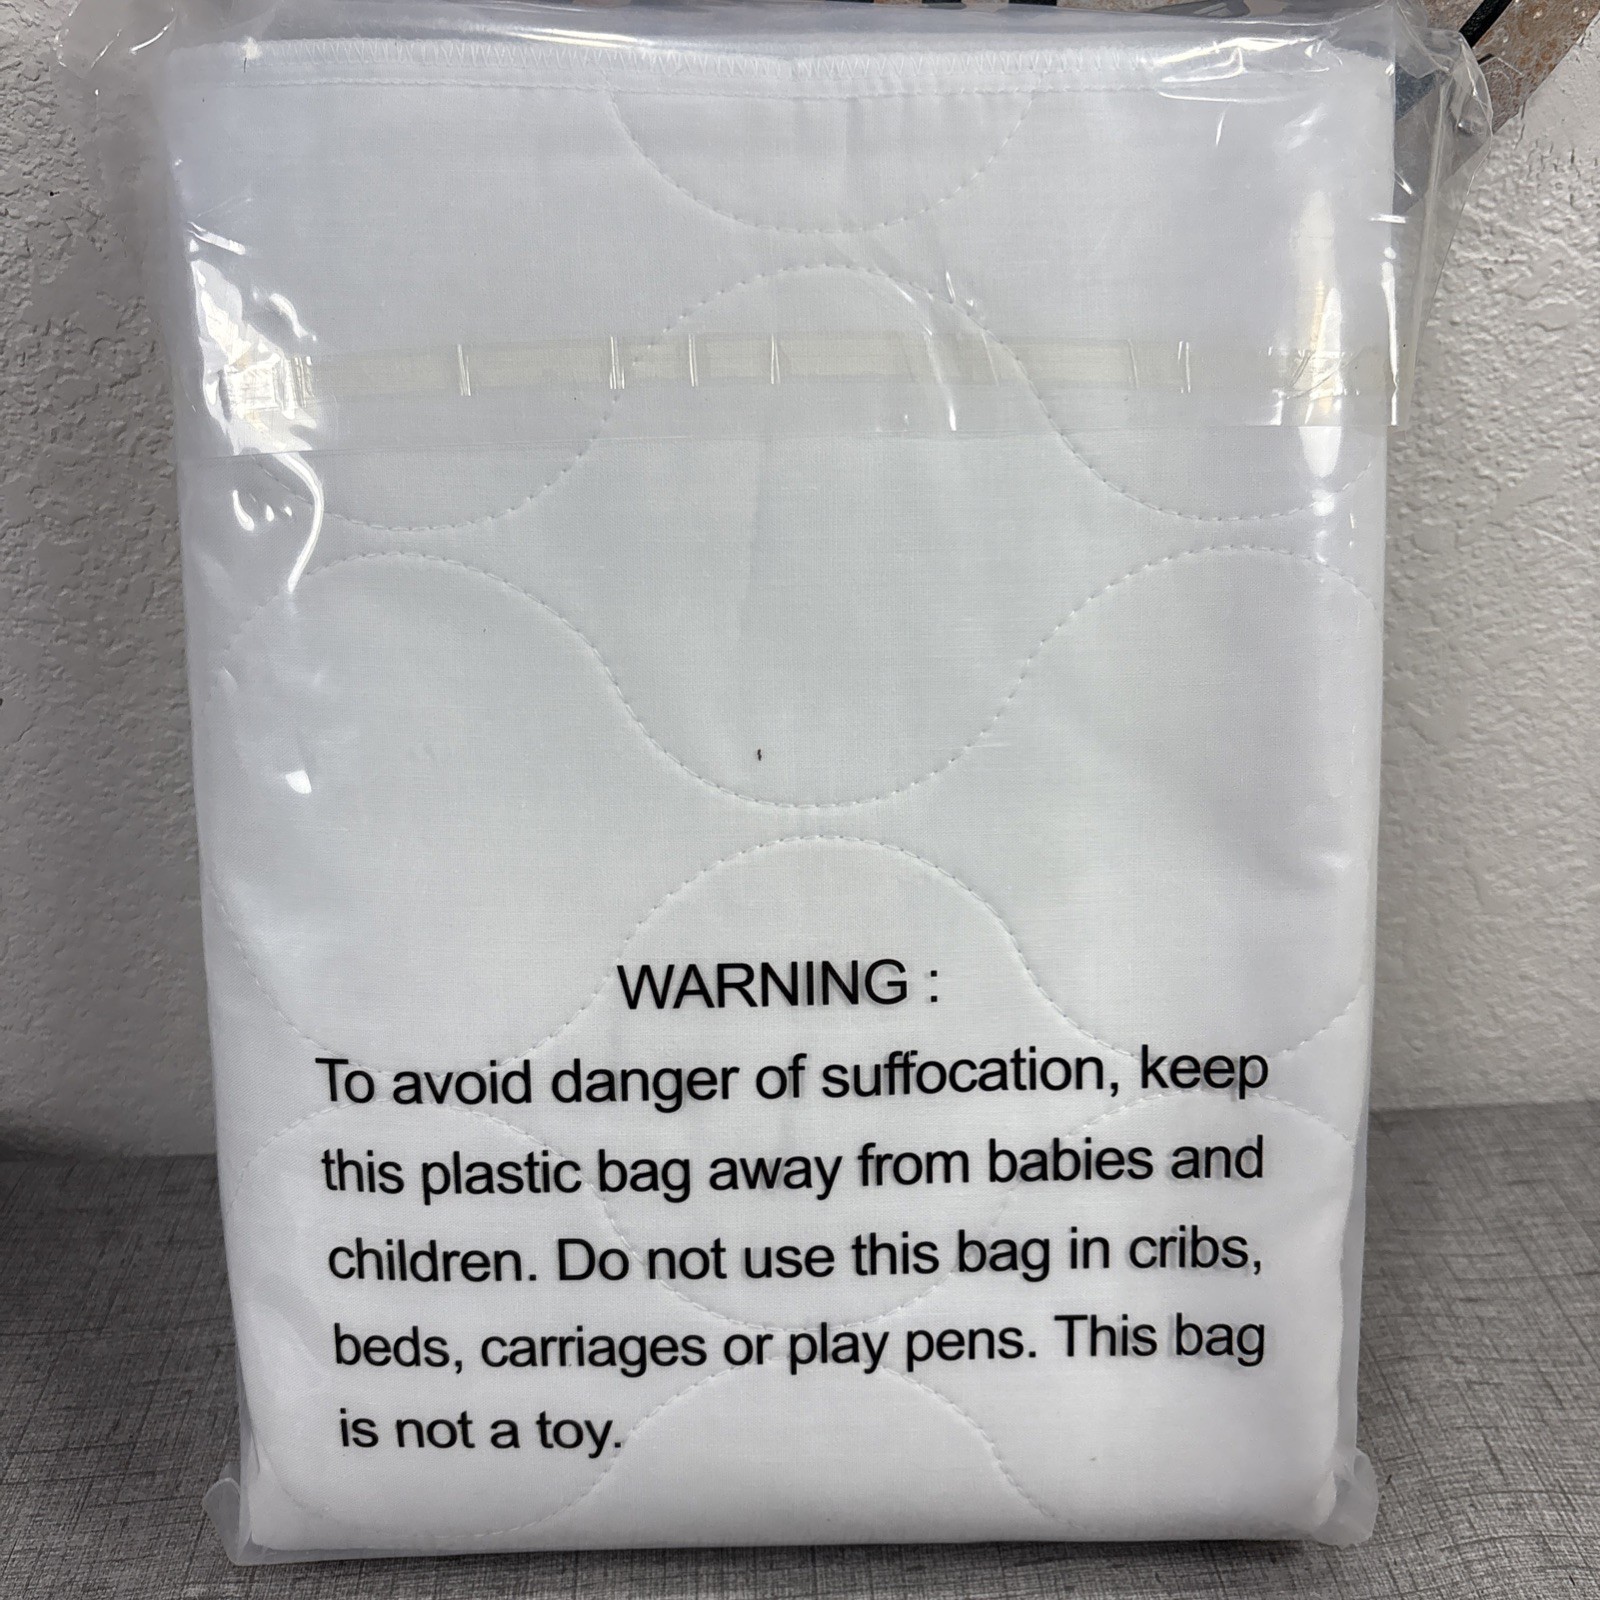 WARNING :
To avoid danger of suffocation, keep
this plastic bag away from babies and
children. Do not use this bag in cribs,
beds, carriages or play pens. This bag
is not a toy.